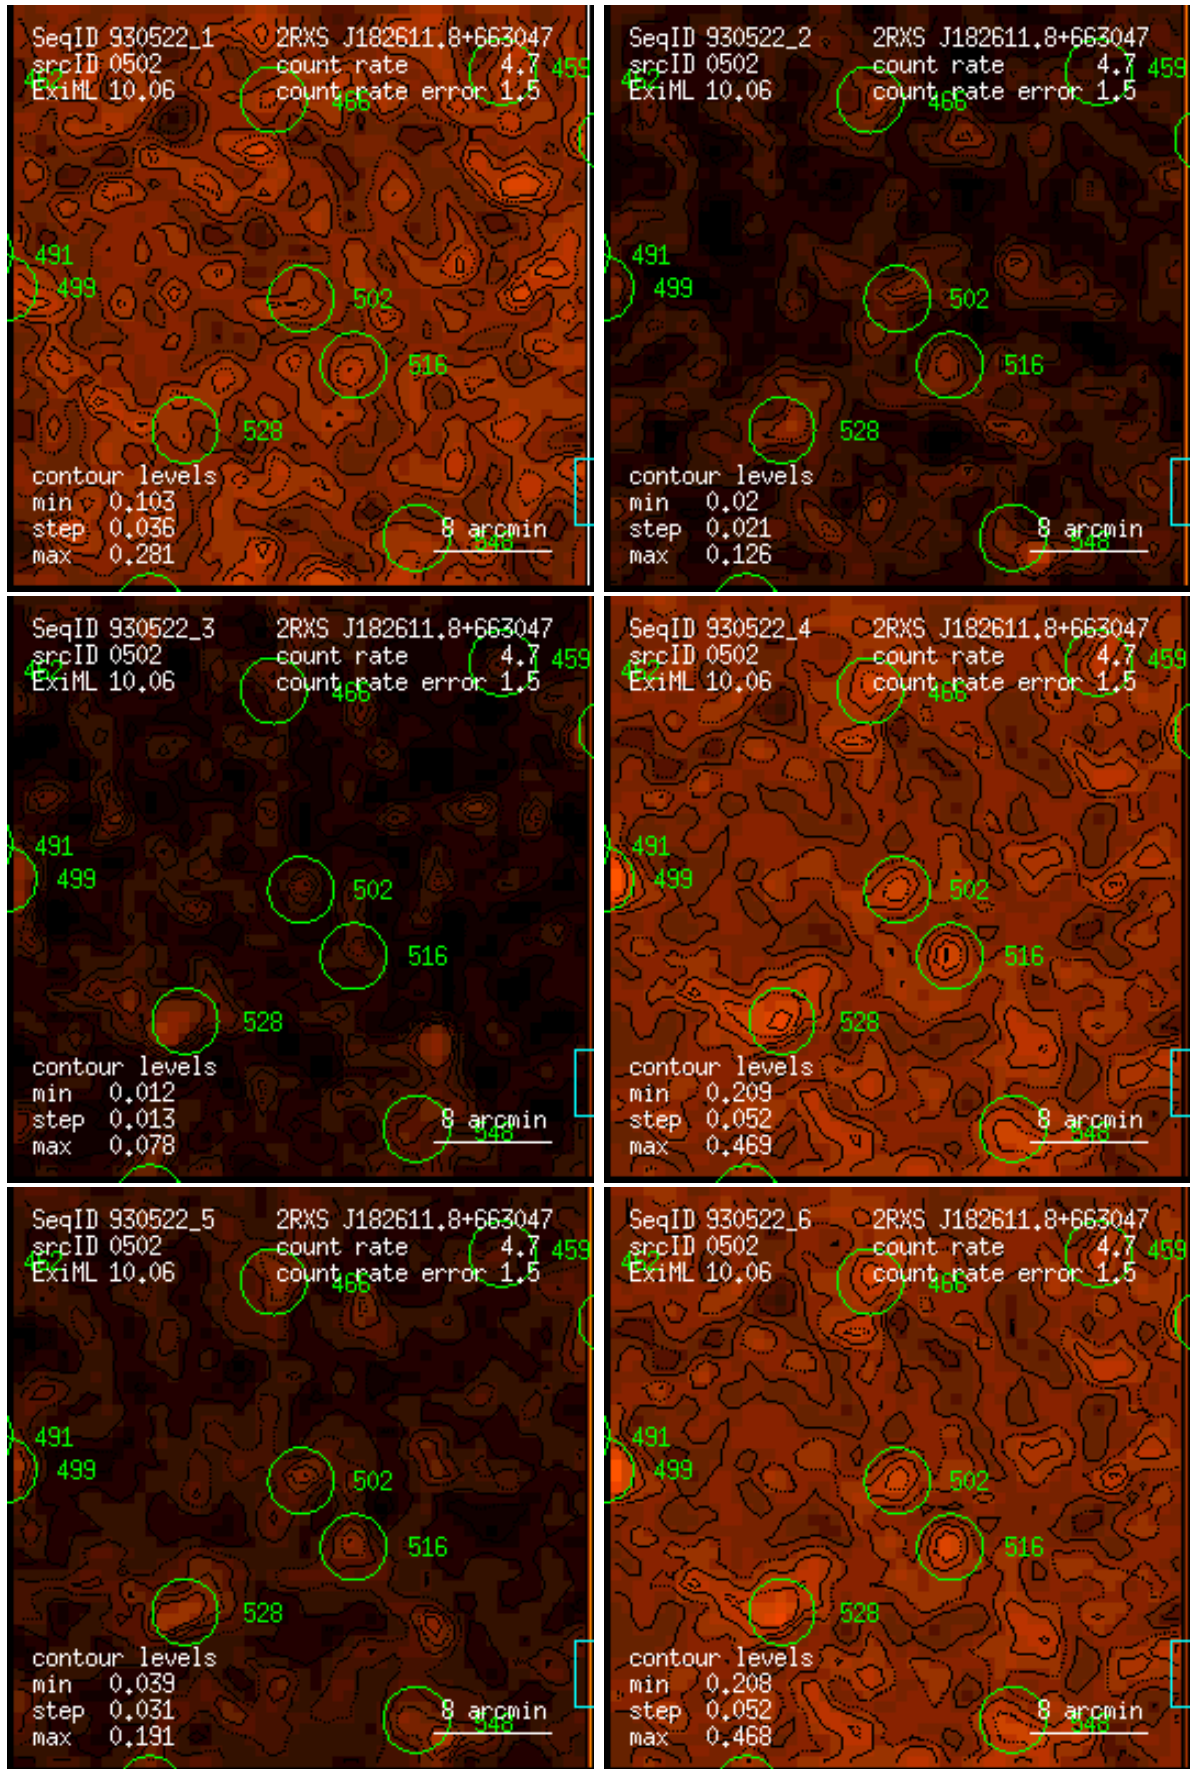 SeqID 930522_1 2RXS J182611.8+663047
srcID 0502 count rate 4.7 459
462
ExiML 10.06 count rate error 1.5
466
491
499
502
516
528
contour levels
min 0.103
step 0.036 8 arcmin
548
max 0.281
SeqID 930522_2 2RXS J182611.8+663047
srcID 0502 count rate 4.7 459
462
ExiML 10.06 count rate error 1.5
466
491
499
502
516
528
contour levels
min 0.02
step 0.021 8 arcmin
548
max 0.126
SeqID 930522_3 2RXS J182611.8+663047
srcID 0502 count rate 4.7 459
462
ExiML 10.06 count rate error 1.5
466
491
499
502
516
528
contour levels
min 0.012
step 0.013 8 arcmin
548
max 0.078
SeqID 930522_4 2RXS J182611.8+663047
srcID 0502 count rate 4.7 459
462
ExiML 10.06 count rate error 1.5
466
491
499
502
516
528
contour levels
min 0.209
step 0.052 8 arcmin
548
max 0.469
SeqID 930522_5 2RXS J182611.8+663047
srcID 0502 count rate 4.7 459
462
ExiML 10.06 count rate error 1.5
466
491
499
502
516
528
contour levels
min 0.039
step 0.031 8 arcmin
548
max 0.191
SeqID 930522_6 2RXS J182611.8+663047
srcID 0502 count rate 4.7 459
462
ExiML 10.06 count rate error 1.5
466
491
499
502
516
528
contour levels
min 0.208
step 0.052 8 arcmin
548
max 0.468